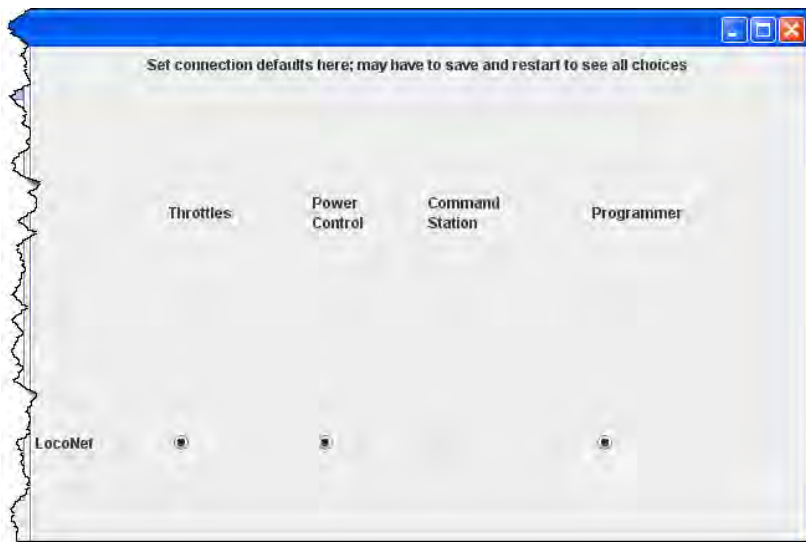 Set connection defaults here; may have to save and restart to see all choices
Throttles
Power
Control
Command
Station
Programmer
LocoNet